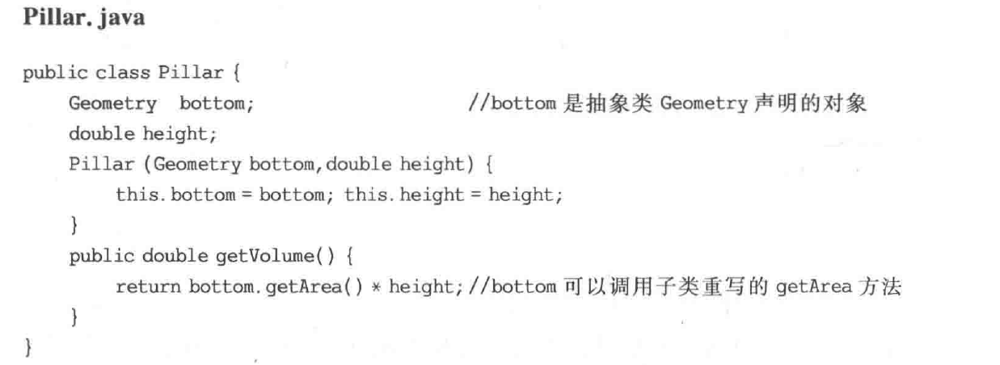 Pillar.java
public class Pillar {
Geometry bottom; //bottom 是抽象类 Geometry 声明的对象
double height;
Pillar (Geometry bottom,double height) {
this.bottom = bottom; this.height = height;
}
public double getVolume() {
return bottom.getArea() * height; //bottom 可以调用子类重写的 getArea 方法
}
}